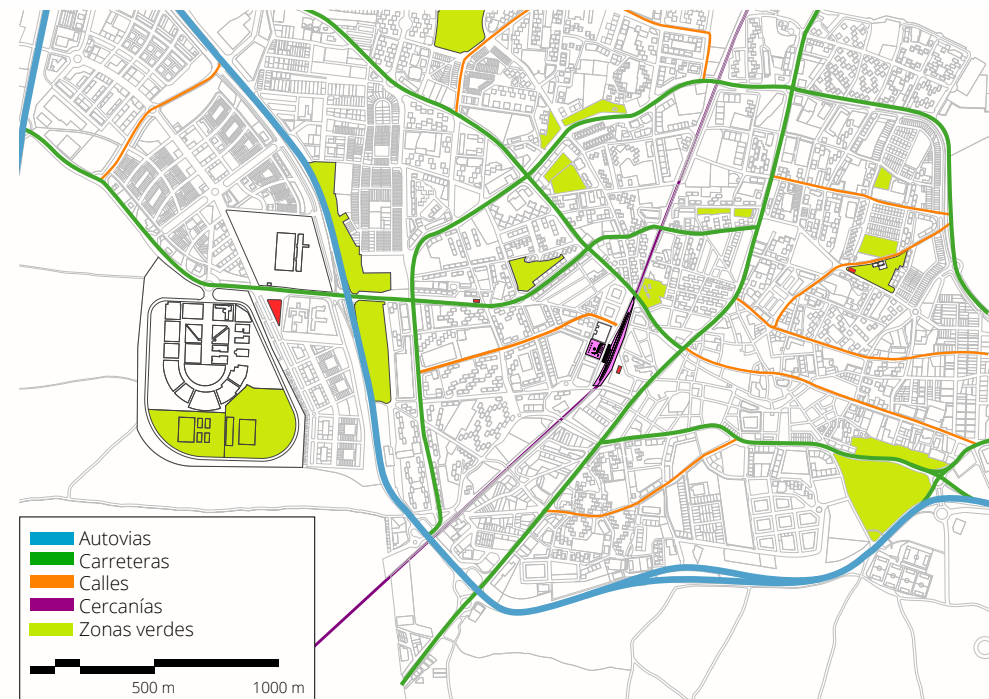 Autovias
Carreteras
Calles
Cercanías
Zonas verdes
500 m 1000 m